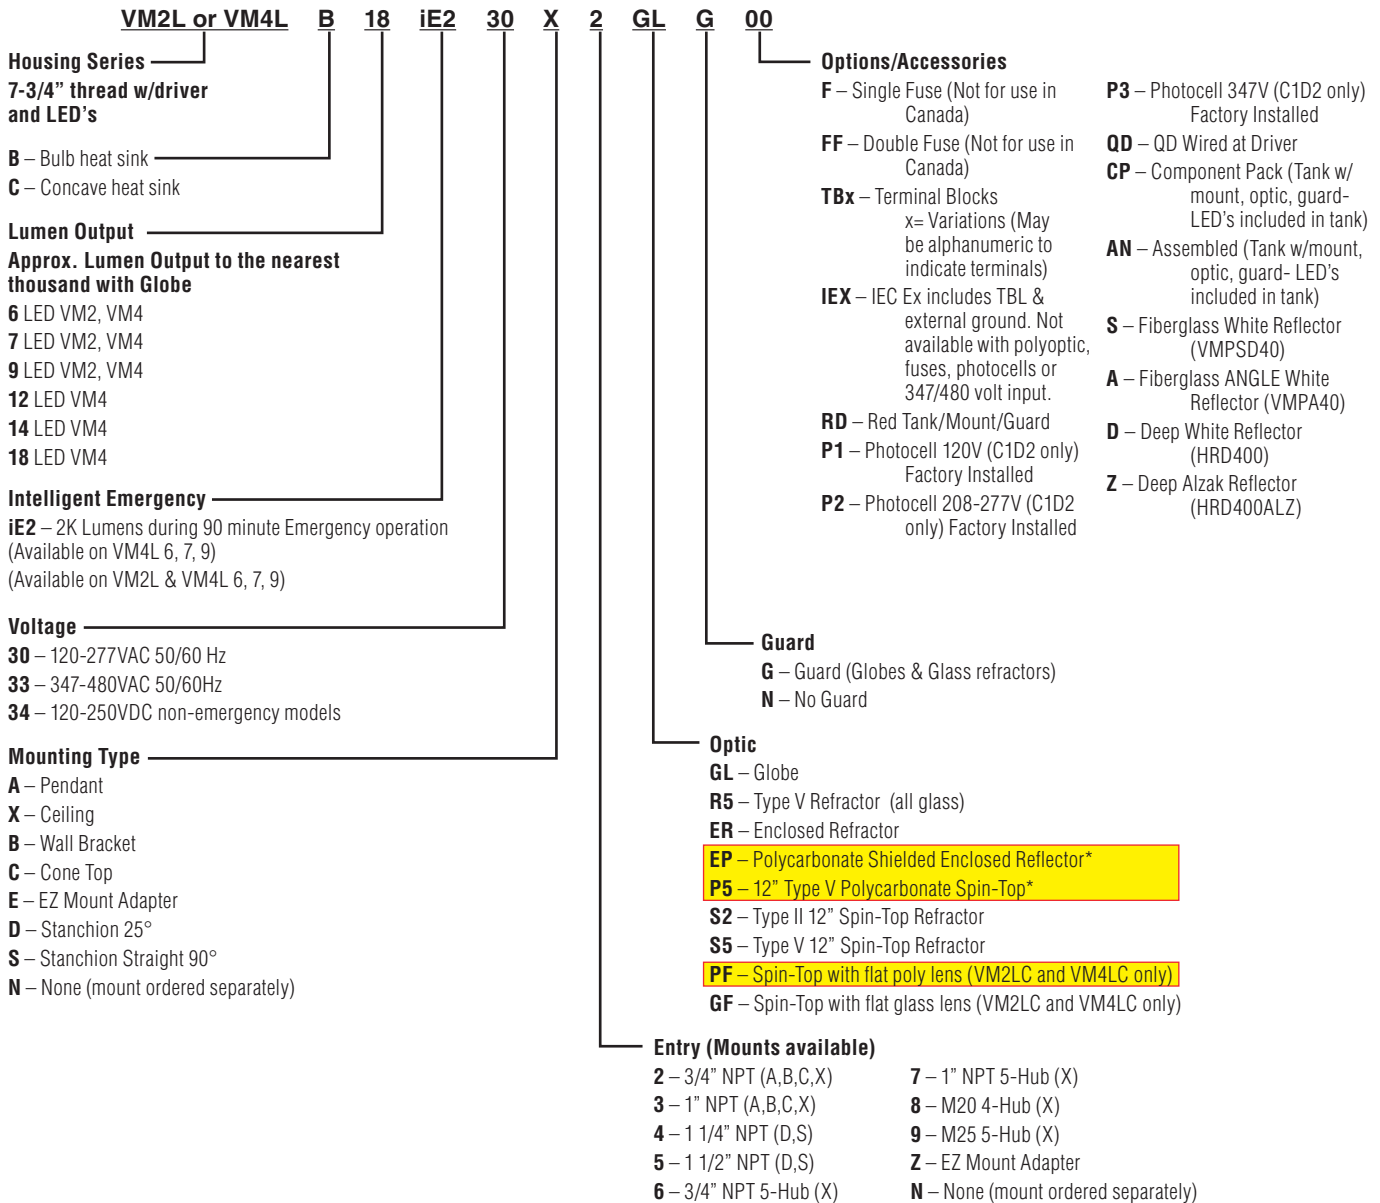 VM2L or VM4L B 18 iE2 30 X 2 GL G 00
Housing Series
7-3/4” thread w/driver
and LED’s
B – Bulb heat sink
C – Concave heat sink
Lumen Output
Approx. Lumen Output to the nearest
thousand with Globe
6 LED VM2, VM4
7 LED VM2, VM4
9 LED VM2, VM4
12 LED VM4
14 LED VM4
18 LED VM4
Intelligent Emergency
iE2 – 2K Lumens during 90 minute Emergency operation
(Available on VM4L 6, 7, 9)
(Available on VM2L & VM4L 6, 7, 9)
Voltage
30 – 120-277VAC 50/60 Hz
33 – 347-480VAC 50/60Hz
34 – 120-250VDC non-emergency models
Mounting Type
A – Pendant
X – Ceiling
B – Wall Bracket
C – Cone Top
E – EZ Mount Adapter
D – Stanchion 25°
S – Stanchion Straight 90°
N – None (mount ordered separately)
Options/Accessories
F – Single Fuse (Not for use in
Canada)
FF – Double Fuse (Not for use in
Canada)
TBx – Terminal Blocks
x= Variations (May
be alphanumeric to
indicate terminals)
IEX – IEC Ex includes TBL &
external ground. Not
available with polyoptic,
fuses, photocells or
347/480 volt input.
RD – Red Tank/Mount/Guard
P1 – Photocell 120V (C1D2 only)
Factory Installed
P2 – Photocell 208-277V (C1D2
only) Factory Installed
P3 – Photocell 347V (C1D2 only)
Factory Installed
QD – QD Wired at Driver
CP – Component Pack (Tank w/
mount, optic, guard-
LED’s included in tank)
AN – Assembled (Tank w/mount,
optic, guard- LED’s
included in tank)
S – Fiberglass White Reflector
(VMPSD40)
A – Fiberglass ANGLE White
Reflector (VMPA40)
D – Deep White Reflector
(HRD400)
Z – Deep Alzak Reflector
(HRD400ALZ)
Guard
G – Guard (Globes & Glass refractors)
N – No Guard
Optic
GL – Globe
R5 – Type V Refractor (all glass)
ER – Enclosed Refractor
EP – Polycarbonate Shielded Enclosed Reflector*
P5 – 12” Type V Polycarbonate Spin-Top*
S2 – Type II 12” Spin-Top Refractor
S5 – Type V 12” Spin-Top Refractor
PF – Spin-Top with flat poly lens (VM2LC and VM4LC only)
GF – Spin-Top with flat glass lens (VM2LC and VM4LC only)
Entry (Mounts available)
2 – 3/4” NPT (A,B,C,X)
3 – 1” NPT (A,B,C,X)
4 – 1 1/4” NPT (D,S)
5 – 1 1/2” NPT (D,S)
6 – 3/4” NPT 5-Hub (X)
7 – 1” NPT 5-Hub (X)
8 – M20 4-Hub (X)
9 – M25 5-Hub (X)
Z – EZ Mount Adapter
N – None (mount ordered separately)